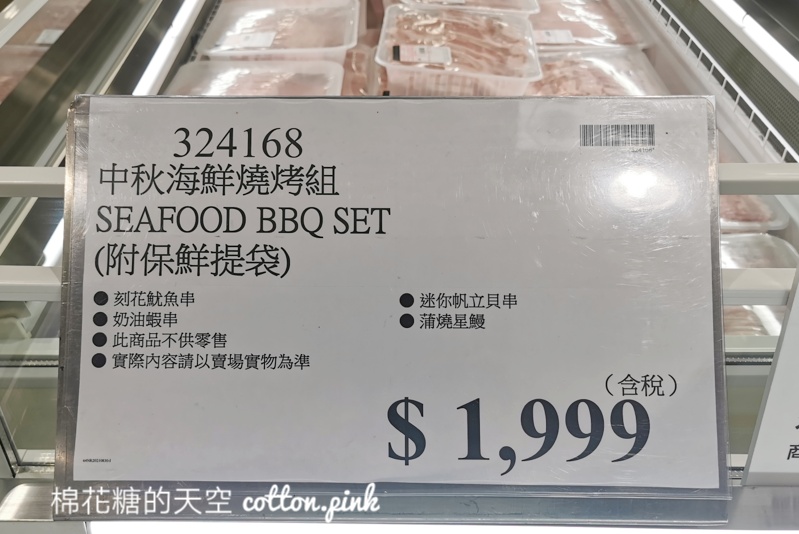 324168
中秋海鮮燒烤組
SEAFOOD BBQ SET
(附保鮮提袋)
● 刻花魷魚串
● 迷你帆立貝串
● 奶油蝦串
● 蒲燒星鰻
● 此商品不供零售
● 實際內容請以賣場實物為準
（含稅）
$ 1,999
商
棉花糖的天空 cotton.pink